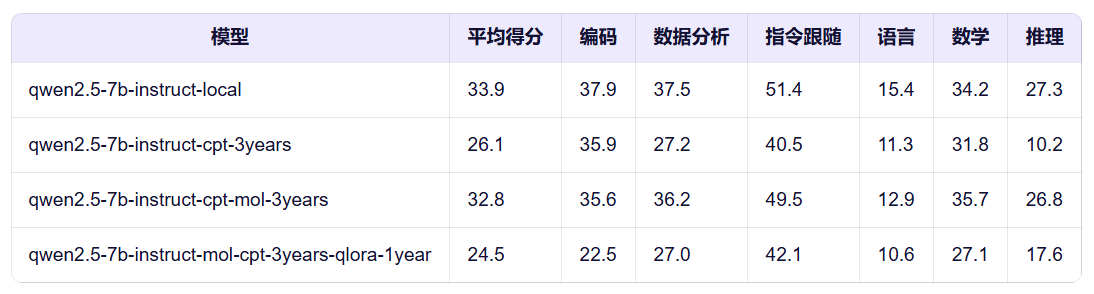 模型 平均得分 编码 数据分析 指令跟随 语言 数学 推理
qwen2.5-7b-instruct-local 33.9 37.9 37.5 51.4 15.4 34.2 27.3
qwen2.5-7b-instruct-cpt-3years 26.1 35.9 27.2 40.5 11.3 31.8 10.2
qwen2.5-7b-instruct-cpt-mol-3years 32.8 35.6 36.2 49.5 12.9 35.7 26.8
qwen2.5-7b-instruct-mol-cpt-3years-qlora-1year 24.5 22.5 27.0 42.1 10.6 27.1 17.6